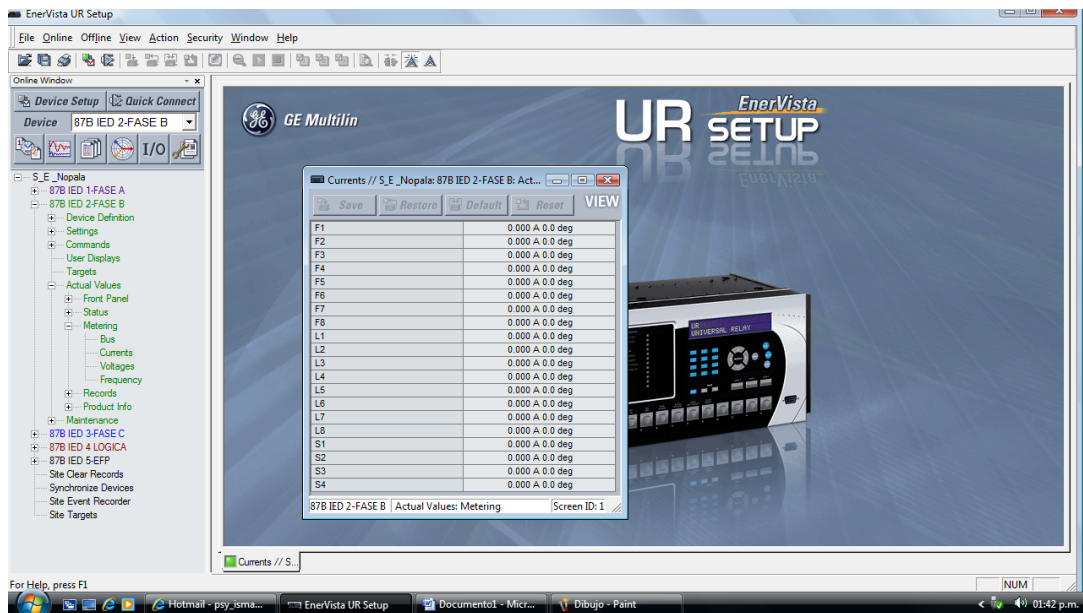 EnerVista UR Setup
File Online Offline View Action Security Window Help
Online Window
Device Setup Quick Connect
Device 87B IED 2-FASE B
I/O
S_E _Nopala
87B IED 1-FASE A
87B IED 2-FASE B
Device Definition
Settings
Commands
User Displays
Targets
Actual Values
Front Panel
Status
Metering
Bus
Currents
Voltages
Frequency
Records
Product Info
Maintenance
87B IED 3-FASE C
87B IED 4 LOGICA
87B IED 5-EFP
Site Clear Records
Synchronize Devices
Site Event Recorder
Site Targets
GE Multilin
EnerVista
UR SETUP
Currents // S_E _Nopala: 87B IED 2-FASE B: Act...
Save Restore Default Reset VIEW
F1 0.000 A 0.0 deg
F2 0.000 A 0.0 deg
F3 0.000 A 0.0 deg
F4 0.000 A 0.0 deg
F5 0.000 A 0.0 deg
F6 0.000 A 0.0 deg
F7 0.000 A 0.0 deg
F8 0.000 A 0.0 deg
L1 0.000 A 0.0 deg
L2 0.000 A 0.0 deg
L3 0.000 A 0.0 deg
L4 0.000 A 0.0 deg
L5 0.000 A 0.0 deg
L6 0.000 A 0.0 deg
L7 0.000 A 0.0 deg
L8 0.000 A 0.0 deg
S1 0.000 A 0.0 deg
S2 0.000 A 0.0 deg
S3 0.000 A 0.0 deg
S4 0.000 A 0.0 deg
87B IED 2-FASE B Actual Values: Metering Screen ID: 1
UR
UNIVERSAL RELAY
Currents // S...
For Help, press F1 NUM
Hotmail - psy_isma... EnerVista UR Setup Documento1 - Micr... Dibujo - Paint 01:42 p.m.